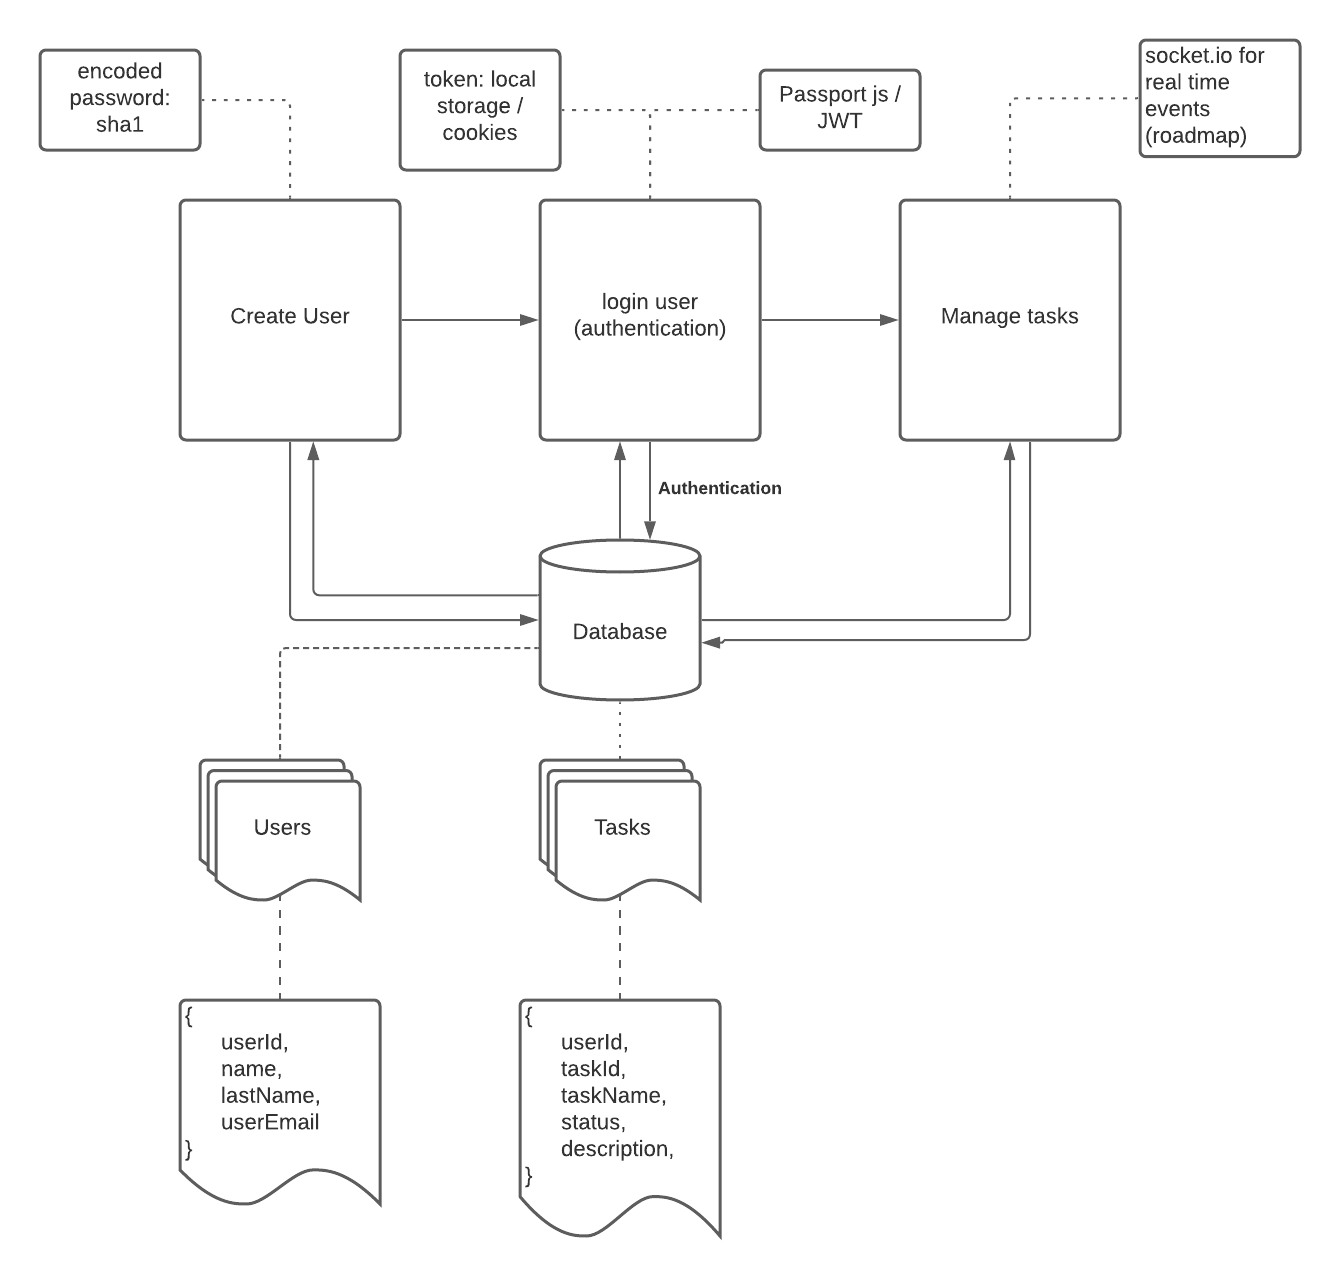 encoded
password:
sha1
token: local
storage /
cookies
Passport js /
JWT
socket.io for
real time
events
(roadmap)
Create User
login user
(authentication)
Manage tasks
Authentication
Database
Users
Tasks
{
userId,
name,
lastName,
userEmail
}
{
userId,
taskId,
taskName,
status,
description,
}